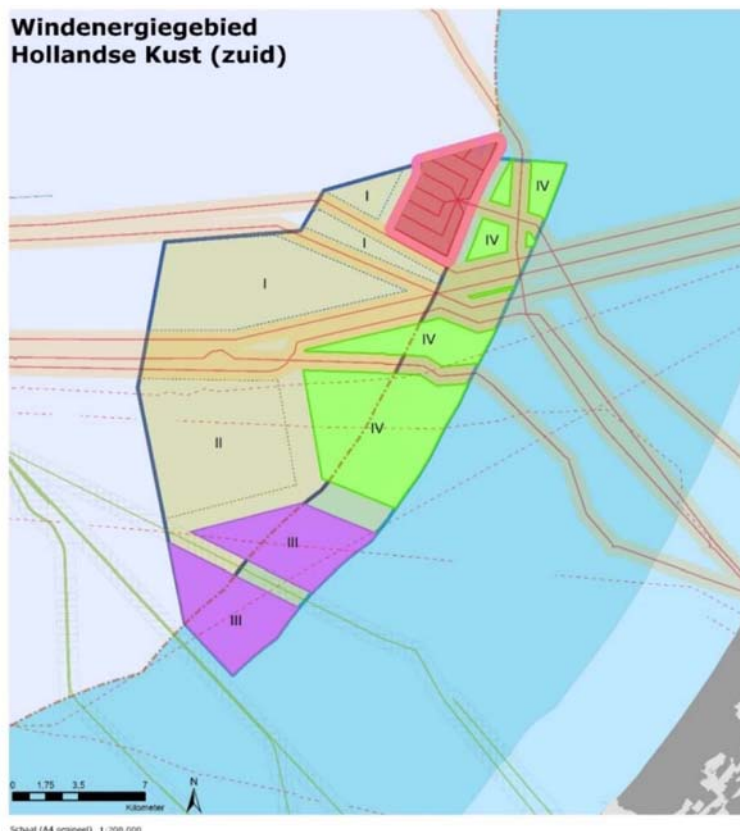 Windenergiegebied
Hollandse Kust (zuid)
I
IV
I
IV
I
IV
II
IV
III
III
0 1.75 3.5 7
Kilometer
N
Schaal (A4 origineel) 1:200.000